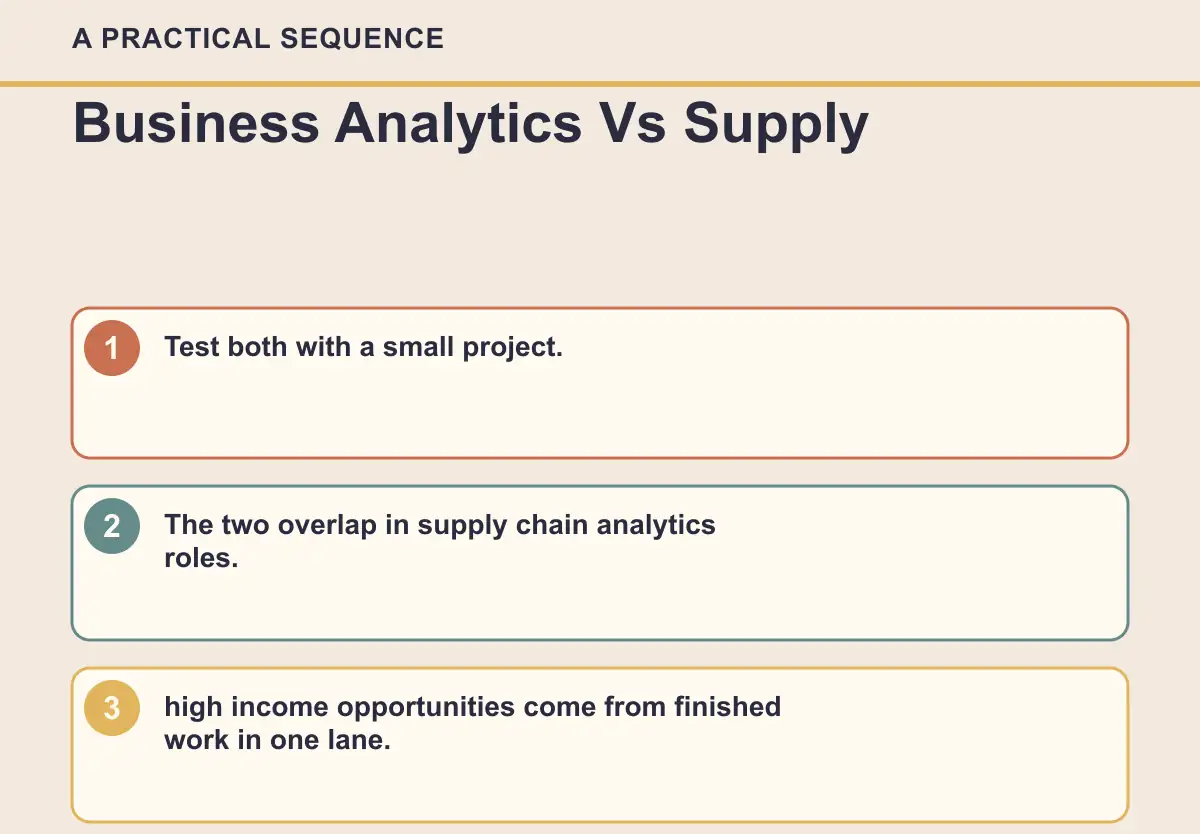 A PRACTICAL SEQUENCE
Business Analytics Vs Supply
1
Test both with a small project.
2
The two overlap in supply chain analytics
roles.
3
high income opportunities come from finished
work in one lane.